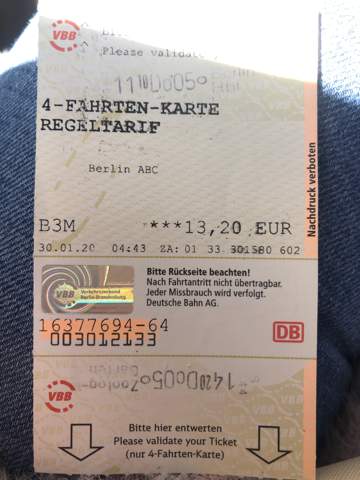 VBB
Please validate
4-FAHRTEN-KARTE
REGELTARIF
Berlin ABC
B3M ***13,20 EUR
30.01.20 04:43 ZA: 01 33 301580 602
Nachdruck verboten
VBB
Verkehrsverbund
Berlin-Brandenburg
Bitte Rückseite beachten!
Nach Fahrtantritt nicht übertragbar.
Jeder Missbrauch wird verfolgt.
Deutsche Bahn AG.
16377694-64
003012133
DB
VBB
Bitte hier entwerten
Please validate your Ticket
(nur 4-Fahrten-Karte)